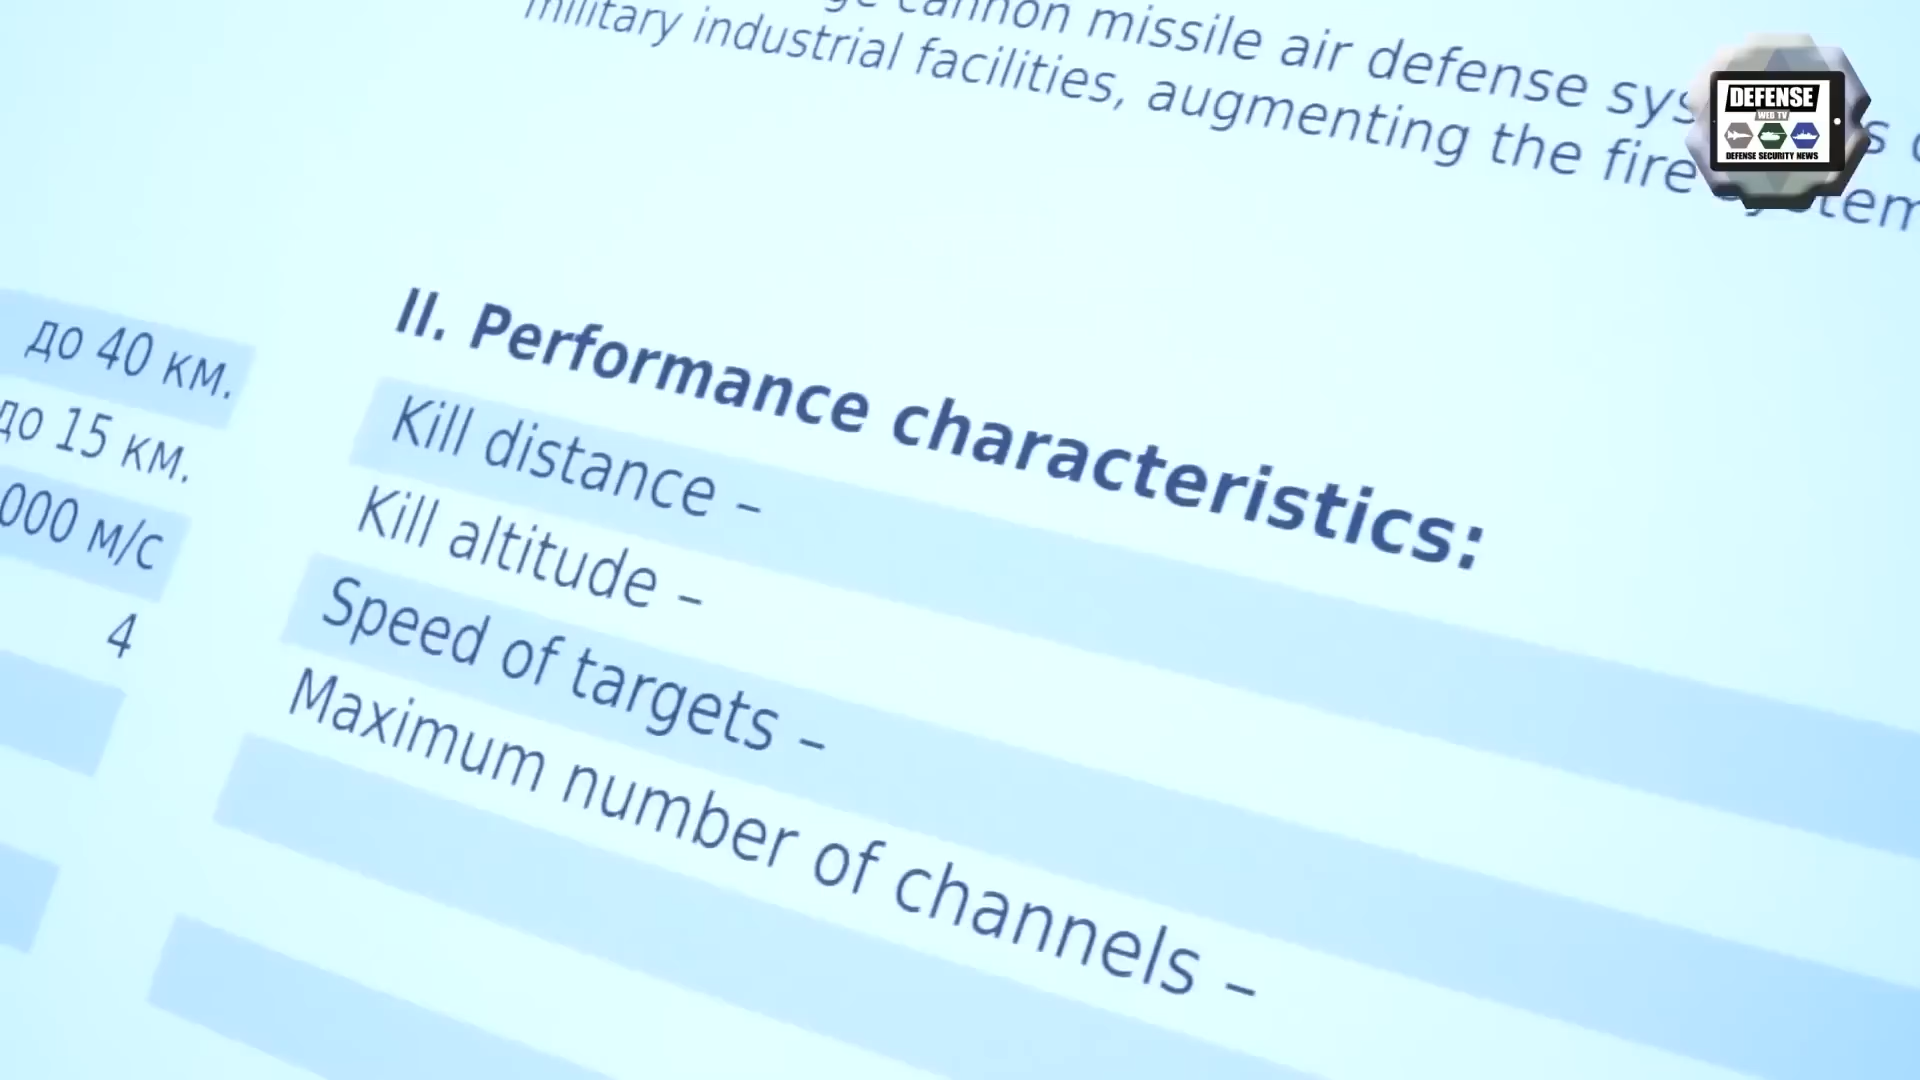 cannon missile air defense
military industrial facilities, augmenting the fire
до 40 км.
до 15 км.
000 м/с
4
II. Performance characteristics:
Kill distance –
Kill altitude –
Speed of targets –
Maximum number of channels –
DEFENSE
WEB TV
DEFENSE SECURITY NEWS